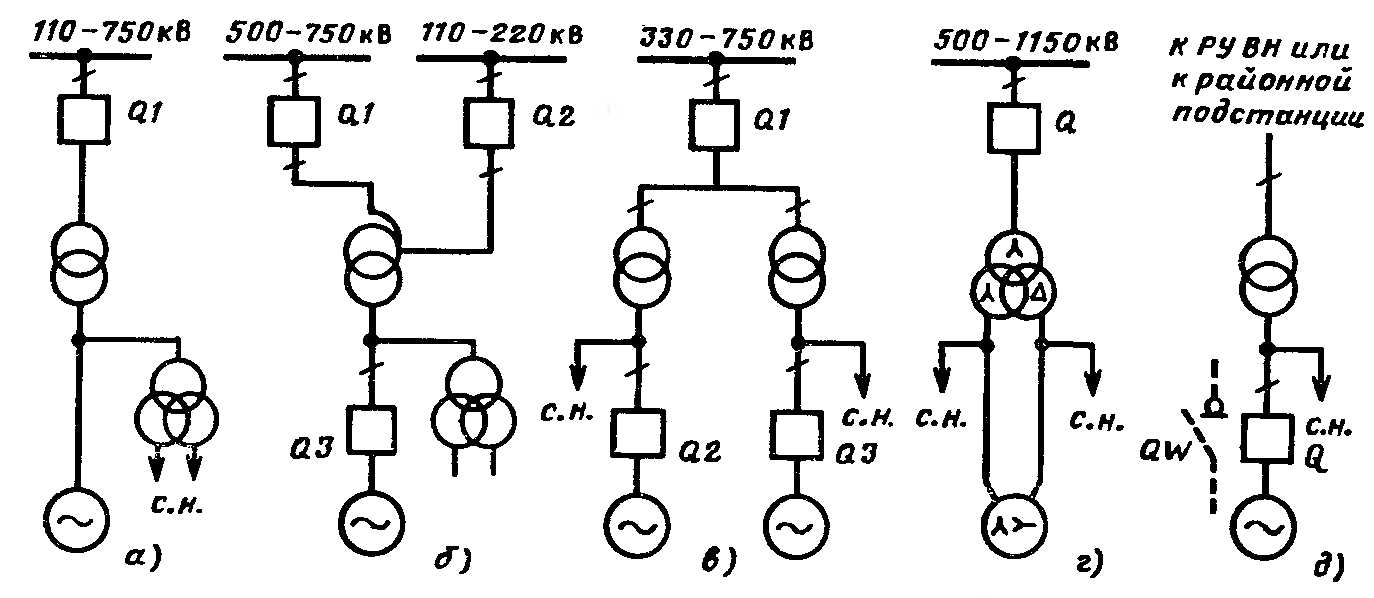 110-750кВ
Q1
с.н.
а)
500-750кВ 110-220кВ
Q1 Q2
Q3
б)
330-750кВ
Q1
с.н. с.н.
Q2 Q3
в)
500-1150кВ
Q
с.н. с.н.
г)
К РУ ВН или
к районной
подстанции
с.н.
QW Q
д)